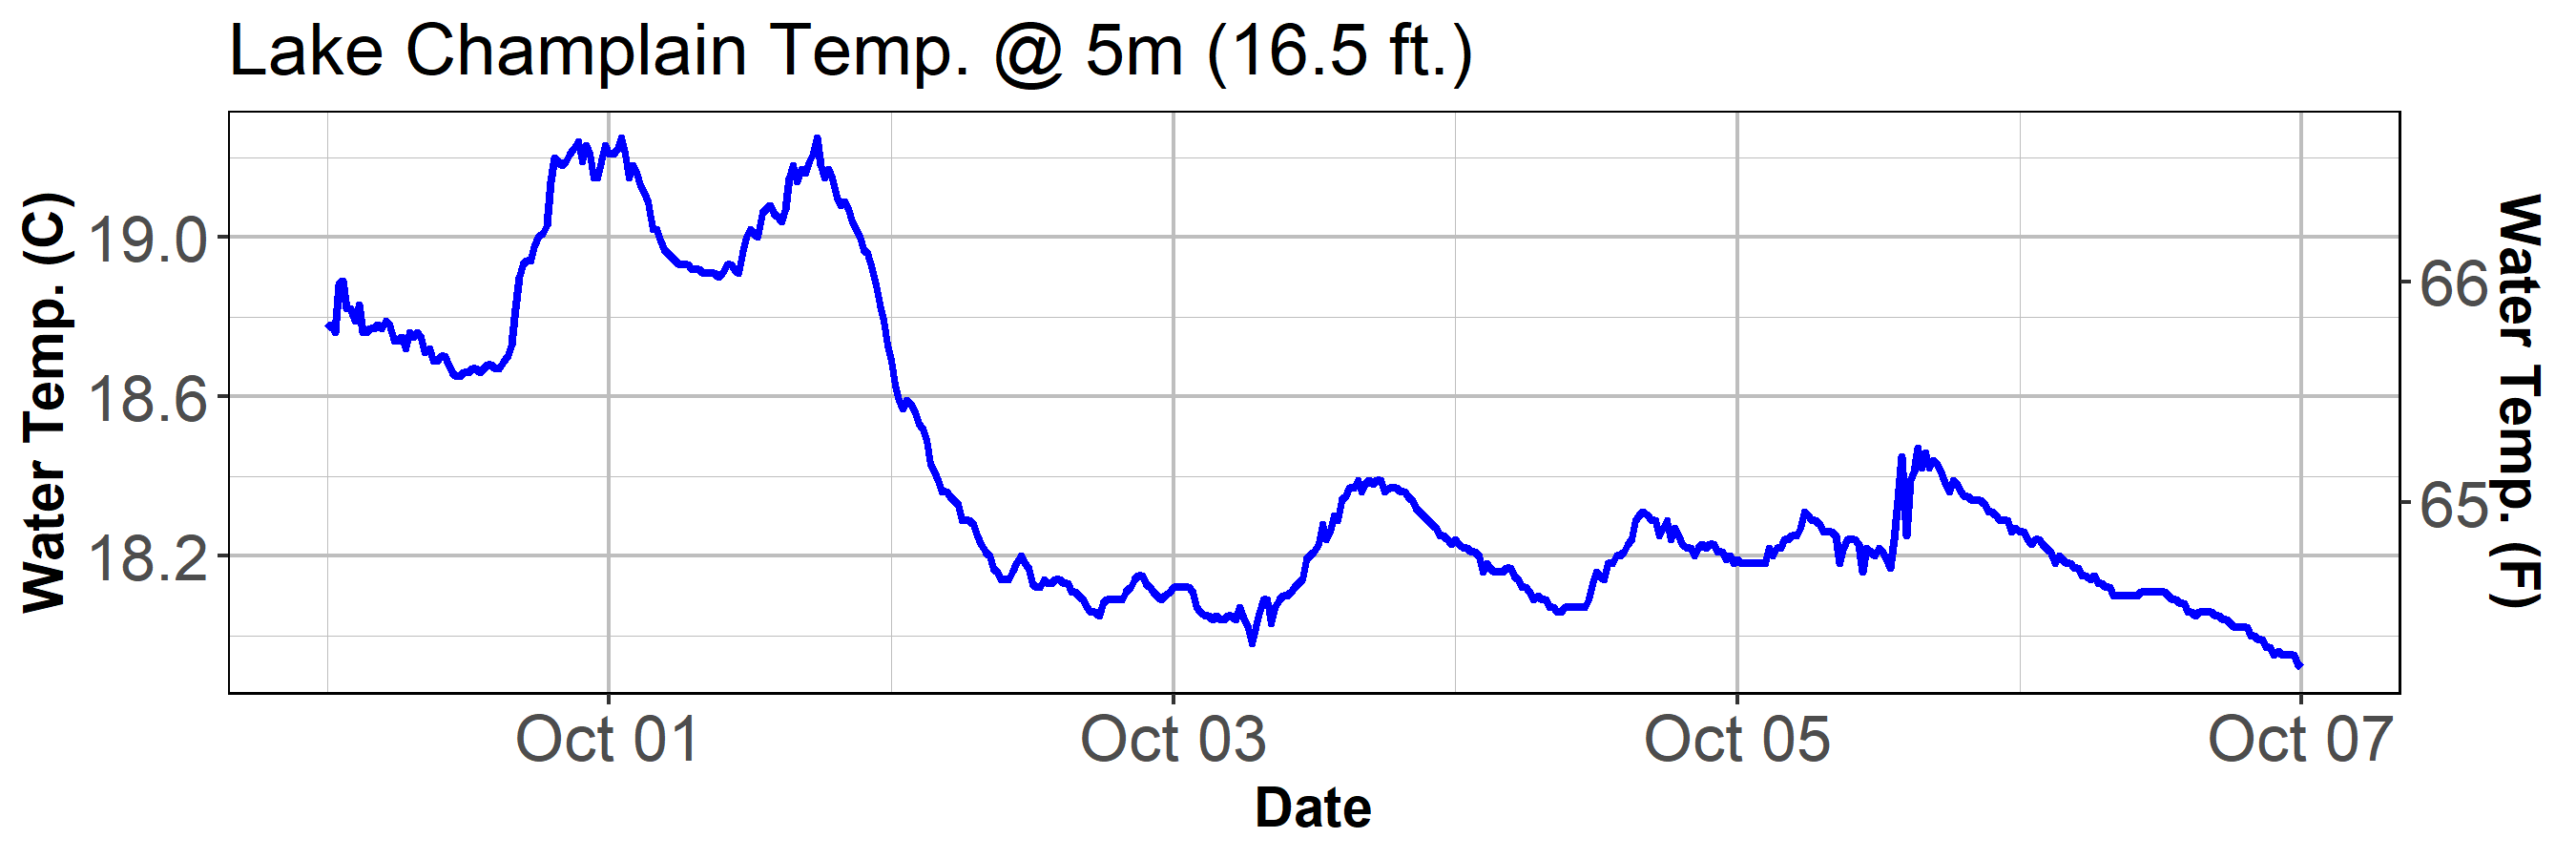 Lake Champlain Temp. @ 5m (16.5 ft.)
Water Temp. (C)
19.0
18.6
18.2
66
65
Water Temp. (F)
Oct 01
Oct 03
Oct 05
Oct 07
Date